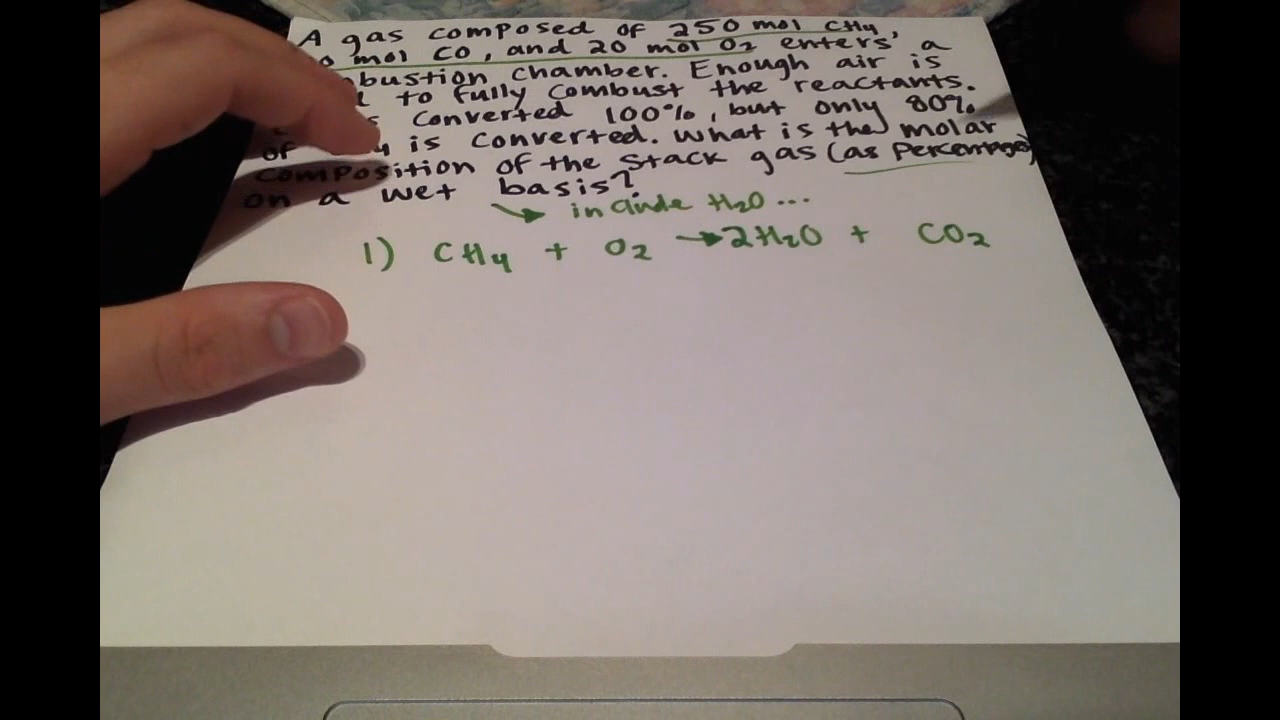 A gas composed of 250 mol CH4,
mol CO, and 20 mol O2 enters a
chamber. Enough air is
to fully combust the reactants.
converted 100%, but only 80%
of is converted. What is the molar
composition of the stack gas (as percentage)
on a wet basis?
→ include H2O ...
1) CH4 + O2 → 2H2O + CO2